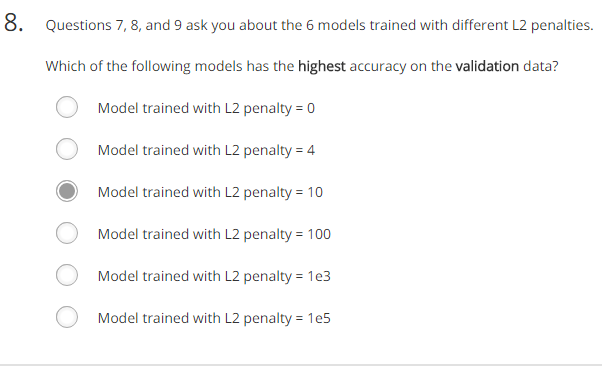 8. Questions 7, 8, and 9 ask you about the 6 models trained with different L2 penalties.
Which of the following models has the highest accuracy on the validation data?
Model trained with L2 penalty = 0
Model trained with L2 penalty = 4
Model trained with L2 penalty = 10
Model trained with L2 penalty = 100
Model trained with L2 penalty = 1e3
Model trained with L2 penalty = 1e5